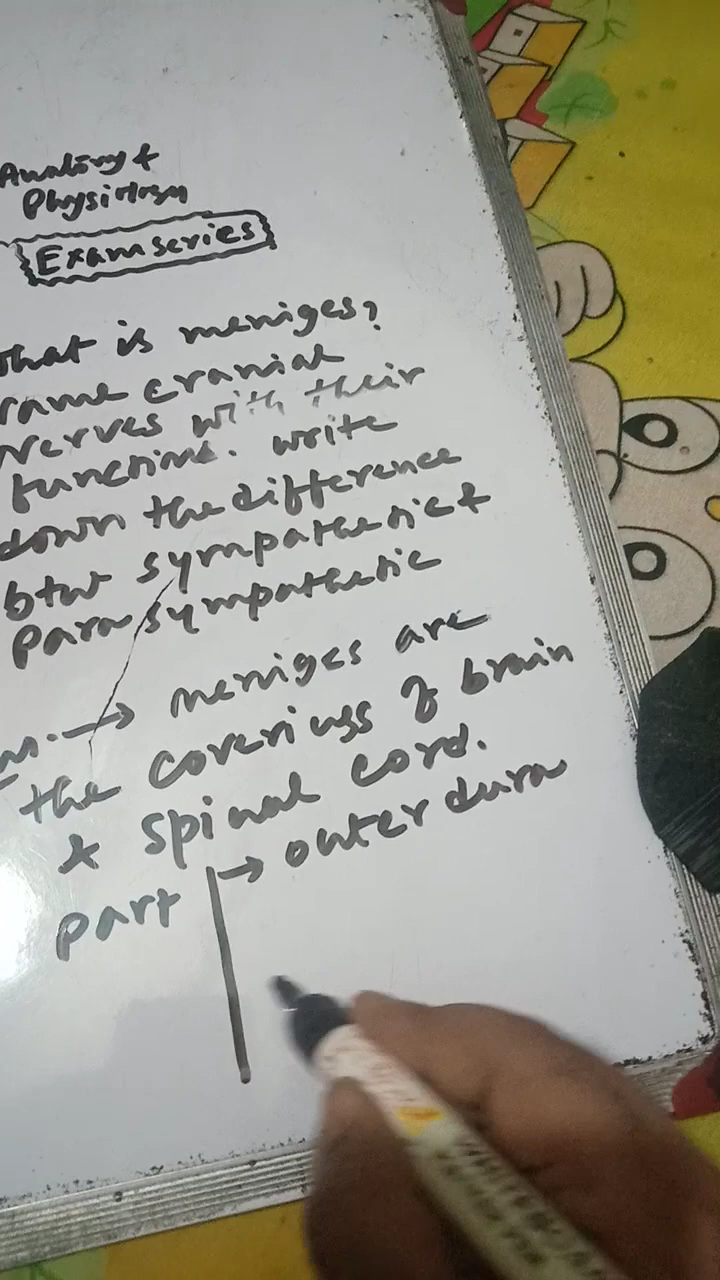 Anatomy &
Physiology
Exam series
What is meniges?
name cranial
nerves with their
functions. write
down the difference
btw sympathetic &
parasympathetic
→ meniges are
the coverings of brain
& spinal cord.
part → outer dura